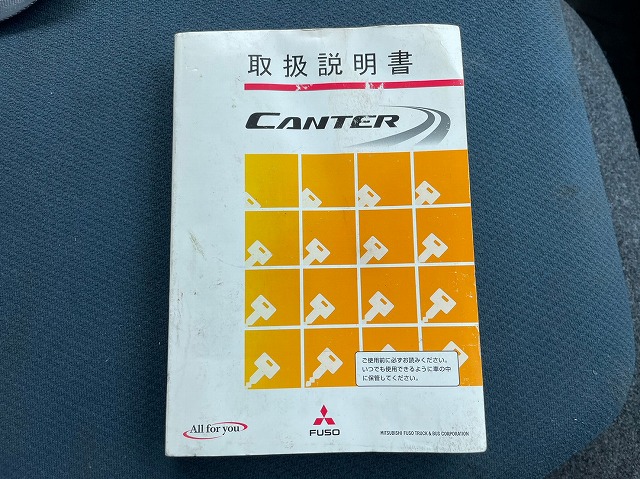 取扱説明書
CANTER
ご使用前に必ずお読みください。
いつでも使用できるように車の中
に保管してください。
All for you
FUSO
MITSUBISHI FUSO TRUCK & BUS CORPORATION